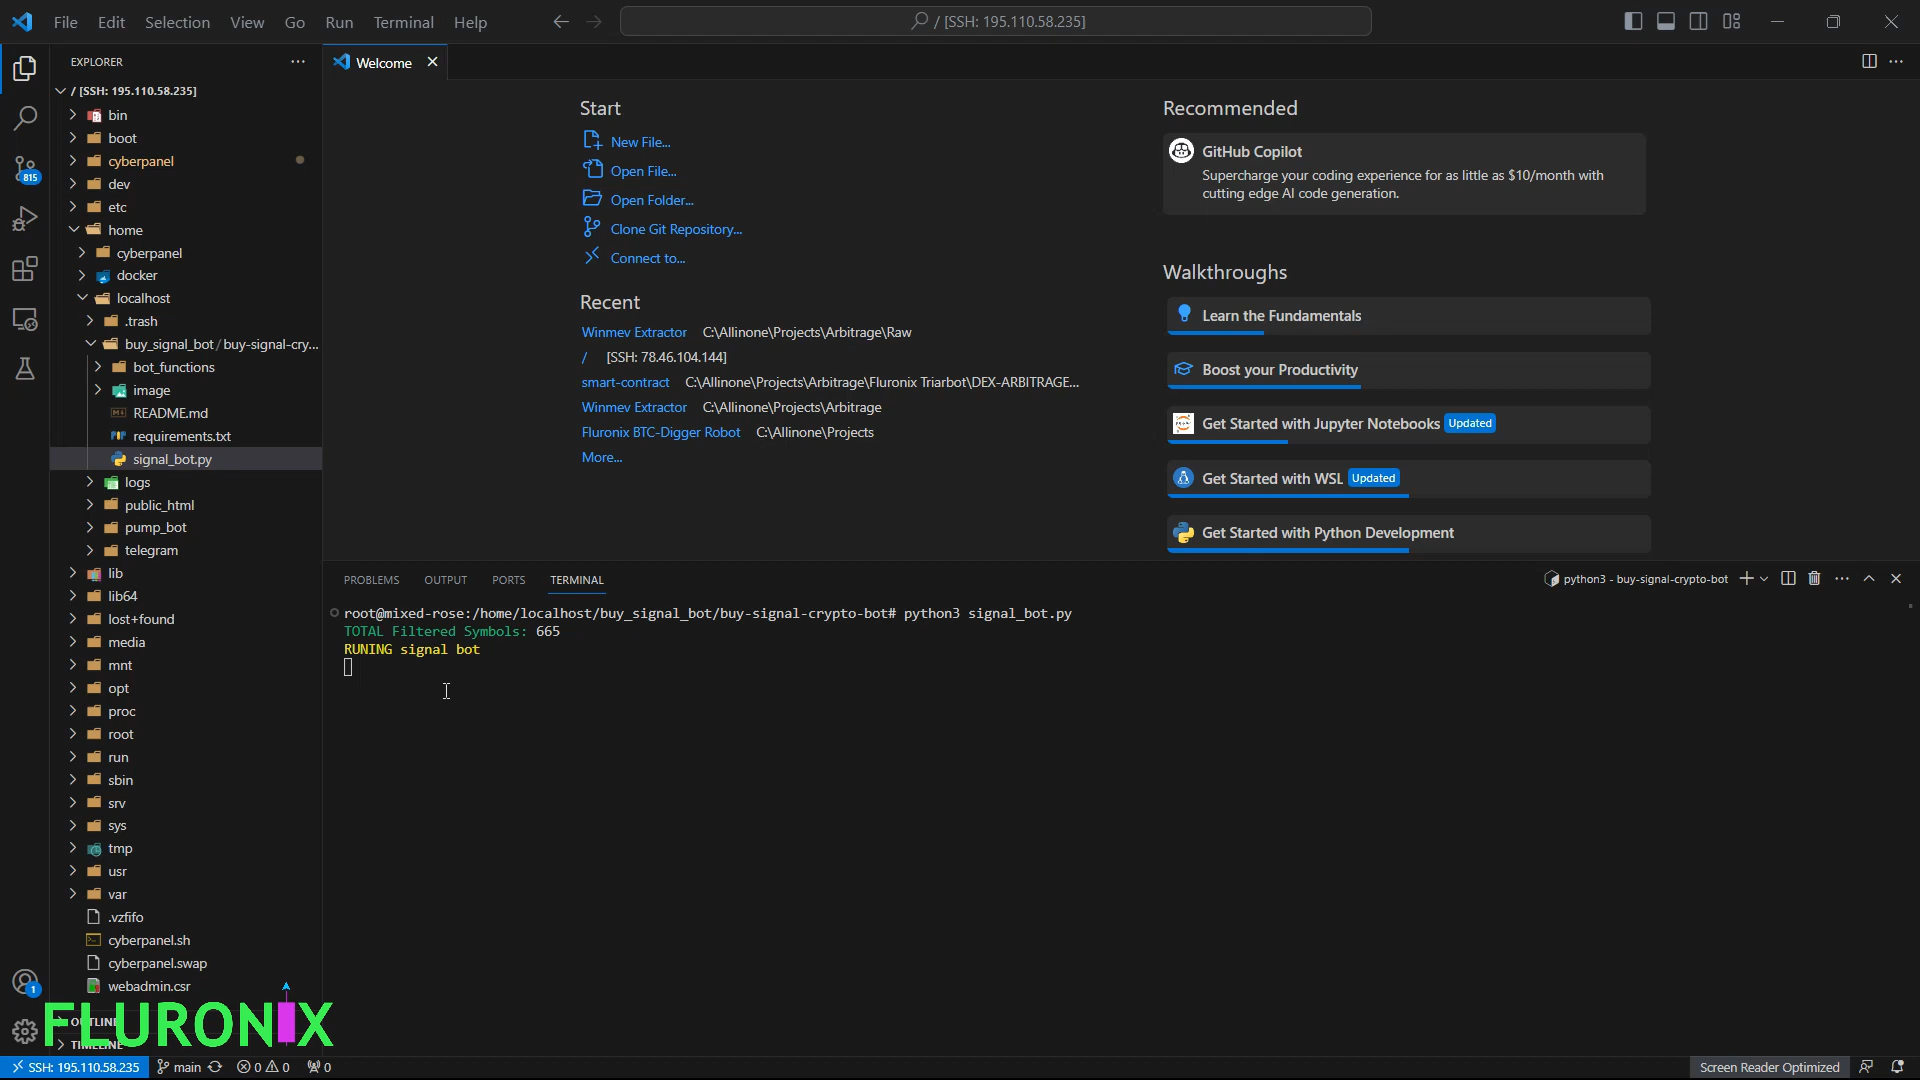 File Edit Selection View Go Run Terminal Help
/ [SSH: 195.110.58.235]
EXPLORER
/ [SSH: 195.110.58.235]
bin
boot
cyberpanel
dev
etc
home
cyberpanel
docker
localhost
.trash
buy_signal_bot / buy-signal-cry...
bot_functions
image
README.md
requirements.txt
signal_bot.py
logs
public_html
pump_bot
telegram
lib
lib64
lost+found
media
mnt
opt
proc
root
run
sbin
srv
sys
tmp
usr
var
.vzfifo
cyberpanel.sh
cyberpanel.swap
webadmin.csr
OUTLINE
TIMELINE
815
1
FLURONIX
Welcome
Start
New File...
Open File...
Open Folder...
Clone Git Repository...
Connect to...
Recent
Winmev Extractor C:\Allinone\Projects\Arbitrage\Raw
/ [SSH: 78.46.104.144]
smart-contract C:\Allinone\Projects\Arbitrage\Fluronix Triarbot\DEX-ARBITRAGE...
Winmev Extractor C:\Allinone\Projects\Arbitrage
Fluronix BTC-Digger Robot C:\Allinone\Projects
More...
Recommended
GitHub Copilot
Supercharge your coding experience for as little as $10/month with
cutting edge AI code generation.
Walkthroughs
Learn the Fundamentals
Boost your Productivity
Get Started with Jupyter Notebooks Updated
Get Started with WSL Updated
Get Started with Python Development
PROBLEMS OUTPUT PORTS TERMINAL
python3 - buy-signal-crypto-bot
root@mixed-rose:/home/localhost/buy_signal_bot/buy-signal-crypto-bot# python3 signal_bot.py
TOTAL Filtered Symbols: 665
RUNING signal bot
SSH: 195.110.58.235 main 0 0 0
Screen Reader Optimized